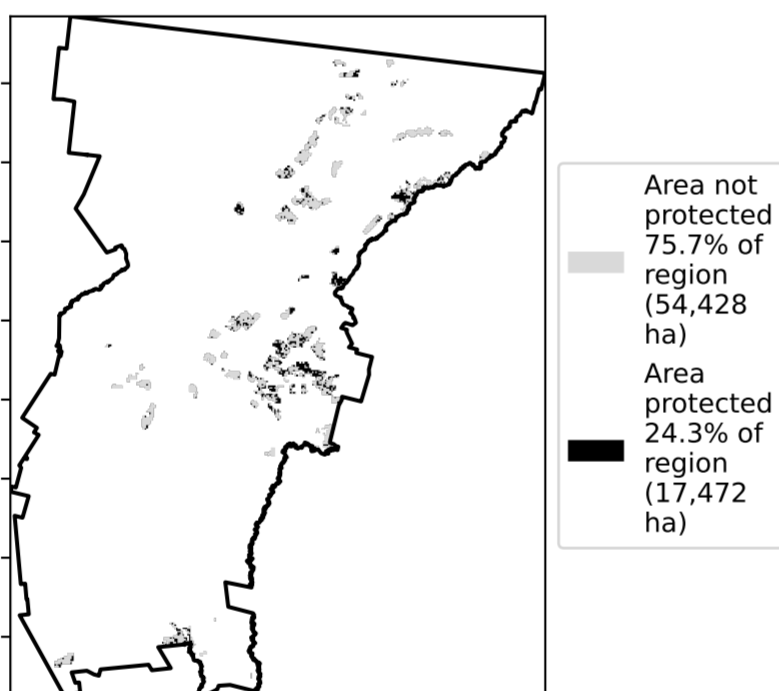 Area not
protected
75.7% of
region
(54,428
ha)
Area
protected
24.3% of
region
(17,472
ha)